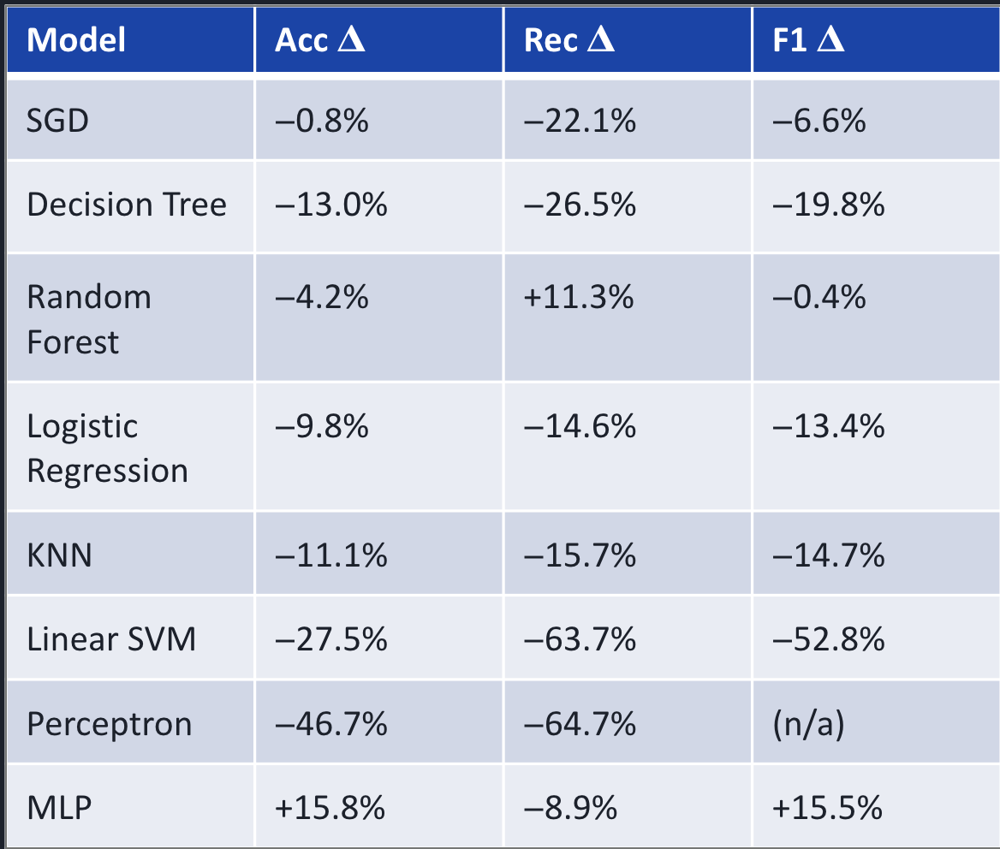 Model Acc Δ Rec Δ F1 Δ
SGD –0.8% –22.1% –6.6%
Decision Tree –13.0% –26.5% –19.8%
Random –4.2% +11.3% –0.4%
Forest
Logistic –9.8% –14.6% –13.4%
Regression
KNN –11.1% –15.7% –14.7%
Linear SVM –27.5% –63.7% –52.8%
Perceptron –46.7% –64.7% (n/a)
MLP +15.8% –8.9% +15.5%